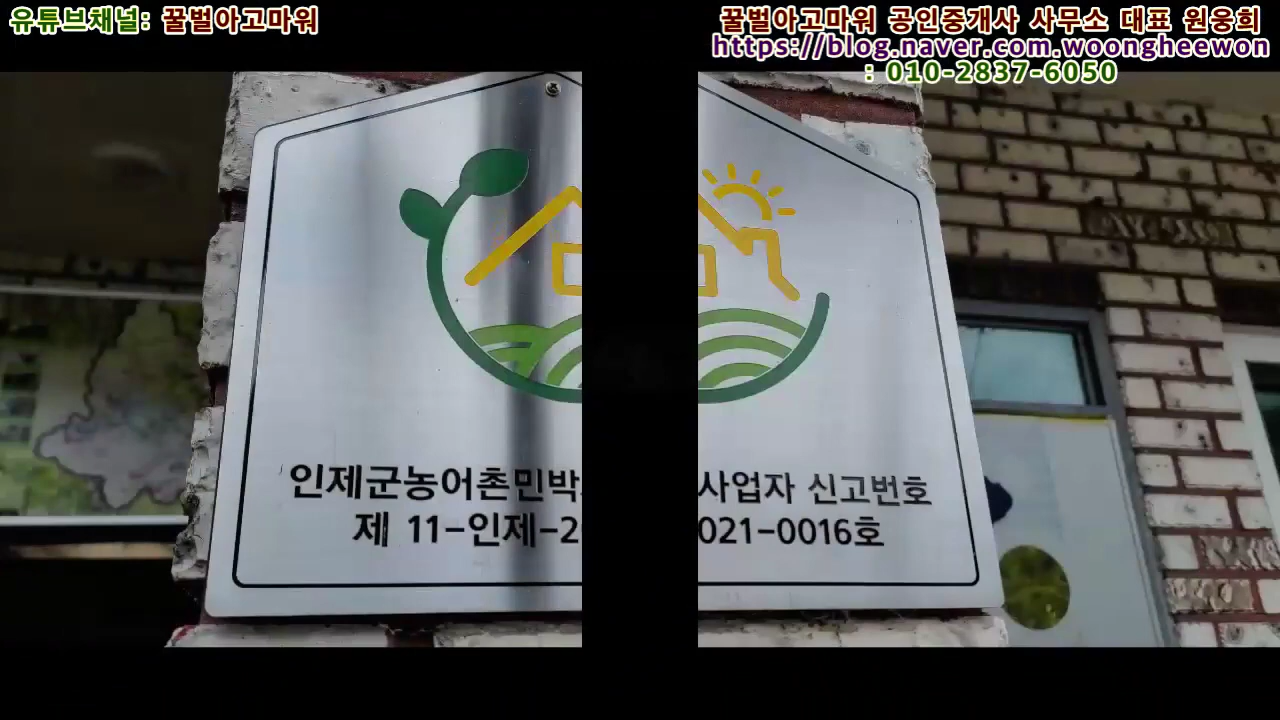 유튜브채널: 꿀벌아고마워
꿀벌아고마워 공인중개사 사무소 대표 원웅희
https://blog.naver.com.woongheewon
: 010-2837-6050
인제군농어촌민박사업자 신고번호
제 11-인제-2021-0016호